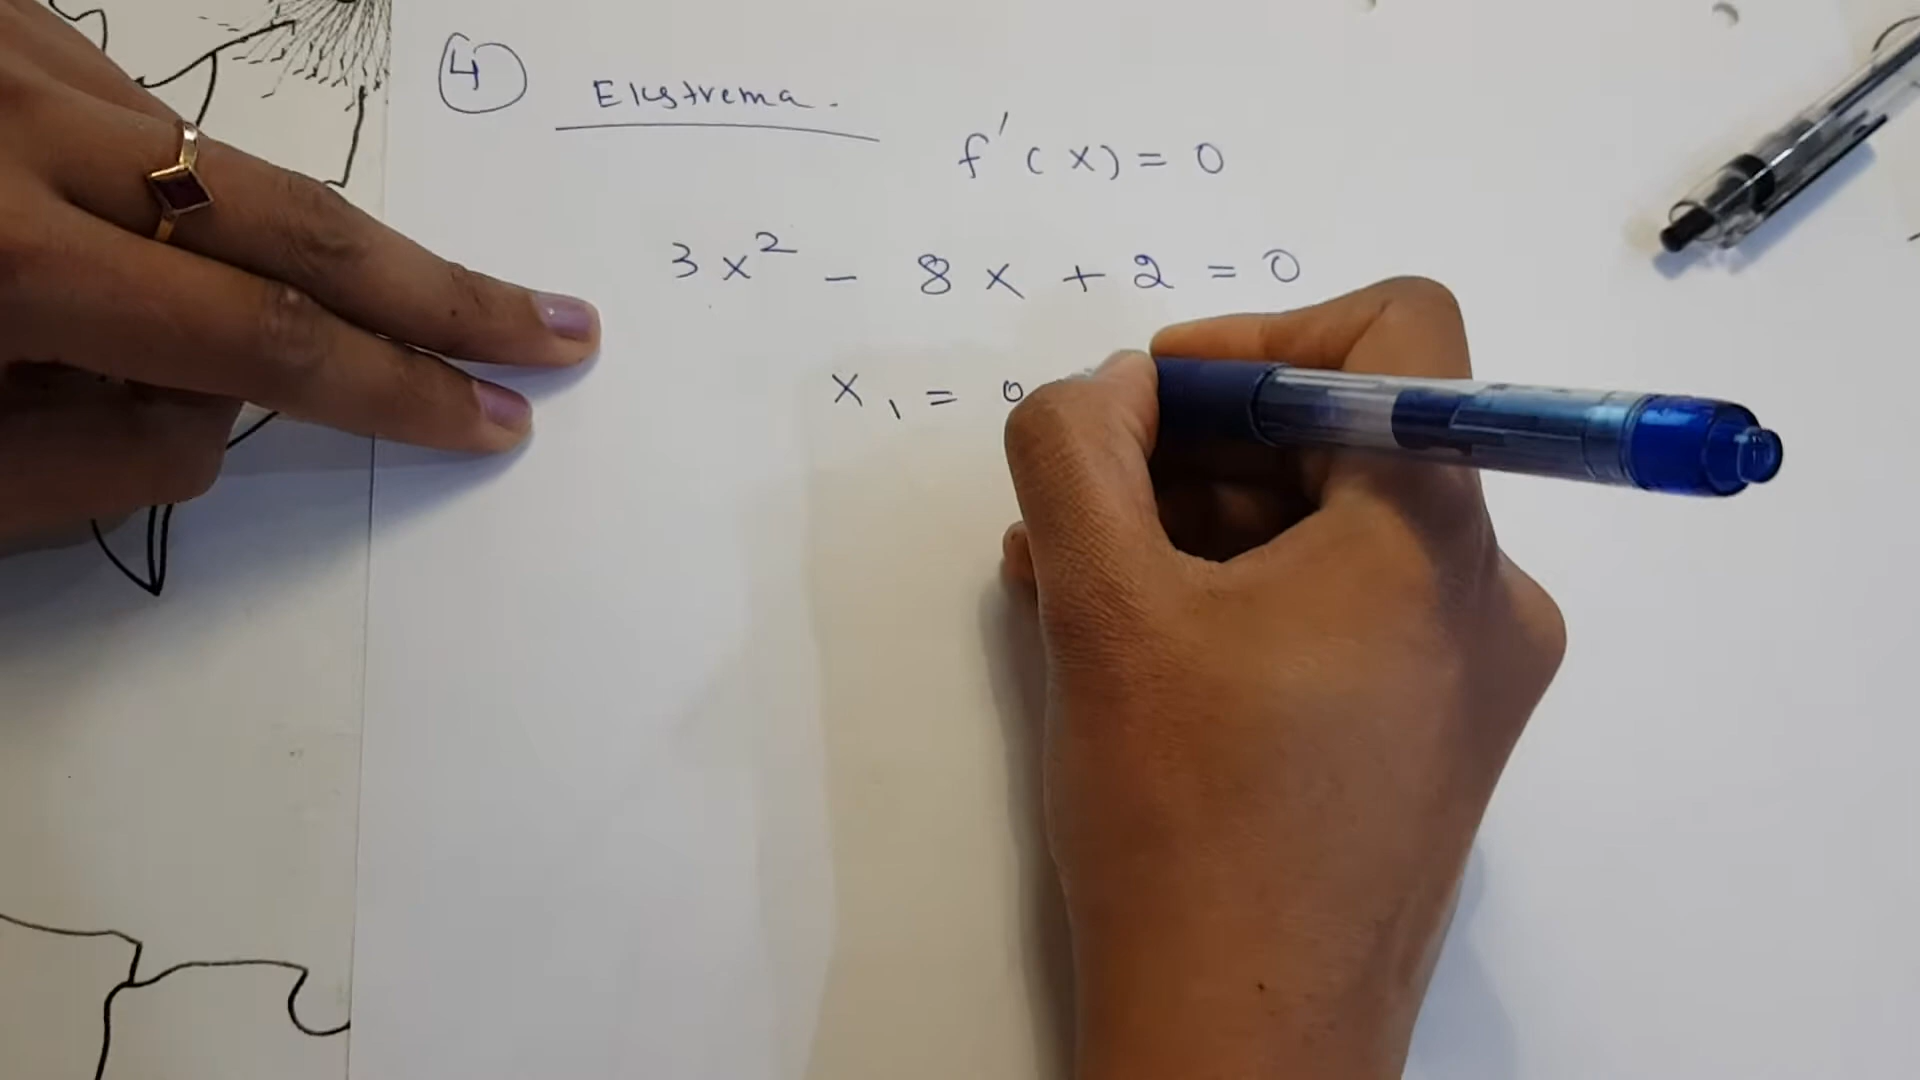 4 Ekstrema.
f'(x) = 0
3x² - 8x + 2 = 0
x₁ = 0